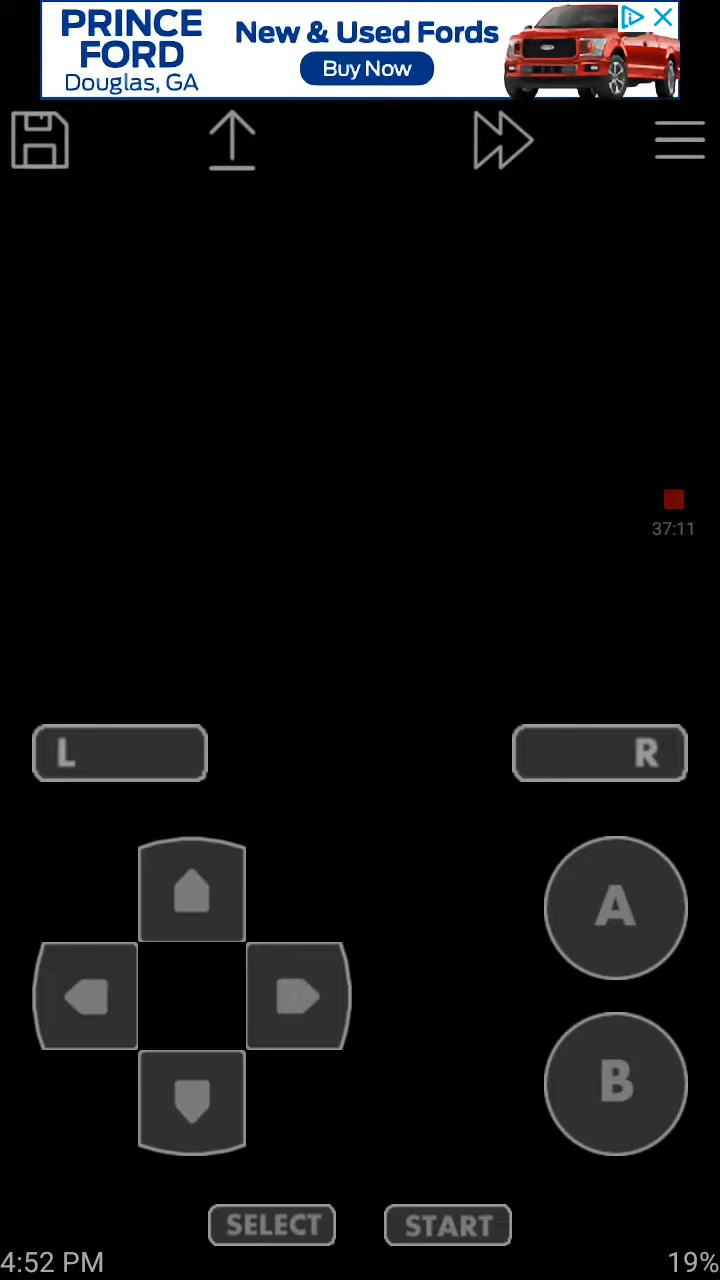 PRINCE
FORD
Douglas, GA
New & Used Fords
Buy Now
37:11
L
R
A
B
SELECT
START
4:52 PM
19%